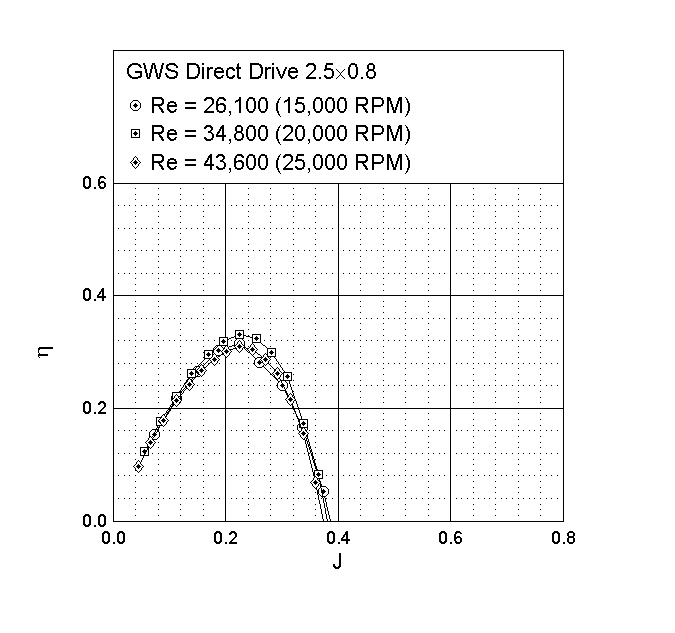 GWS Direct Drive 2.5×0.8
Re = 26,100 (15,000 RPM)
Re = 34,800 (20,000 RPM)
Re = 43,600 (25,000 RPM)
0.6
0.4
η
0.2
0.0
0.0 0.2 0.4 0.6 0.8
J